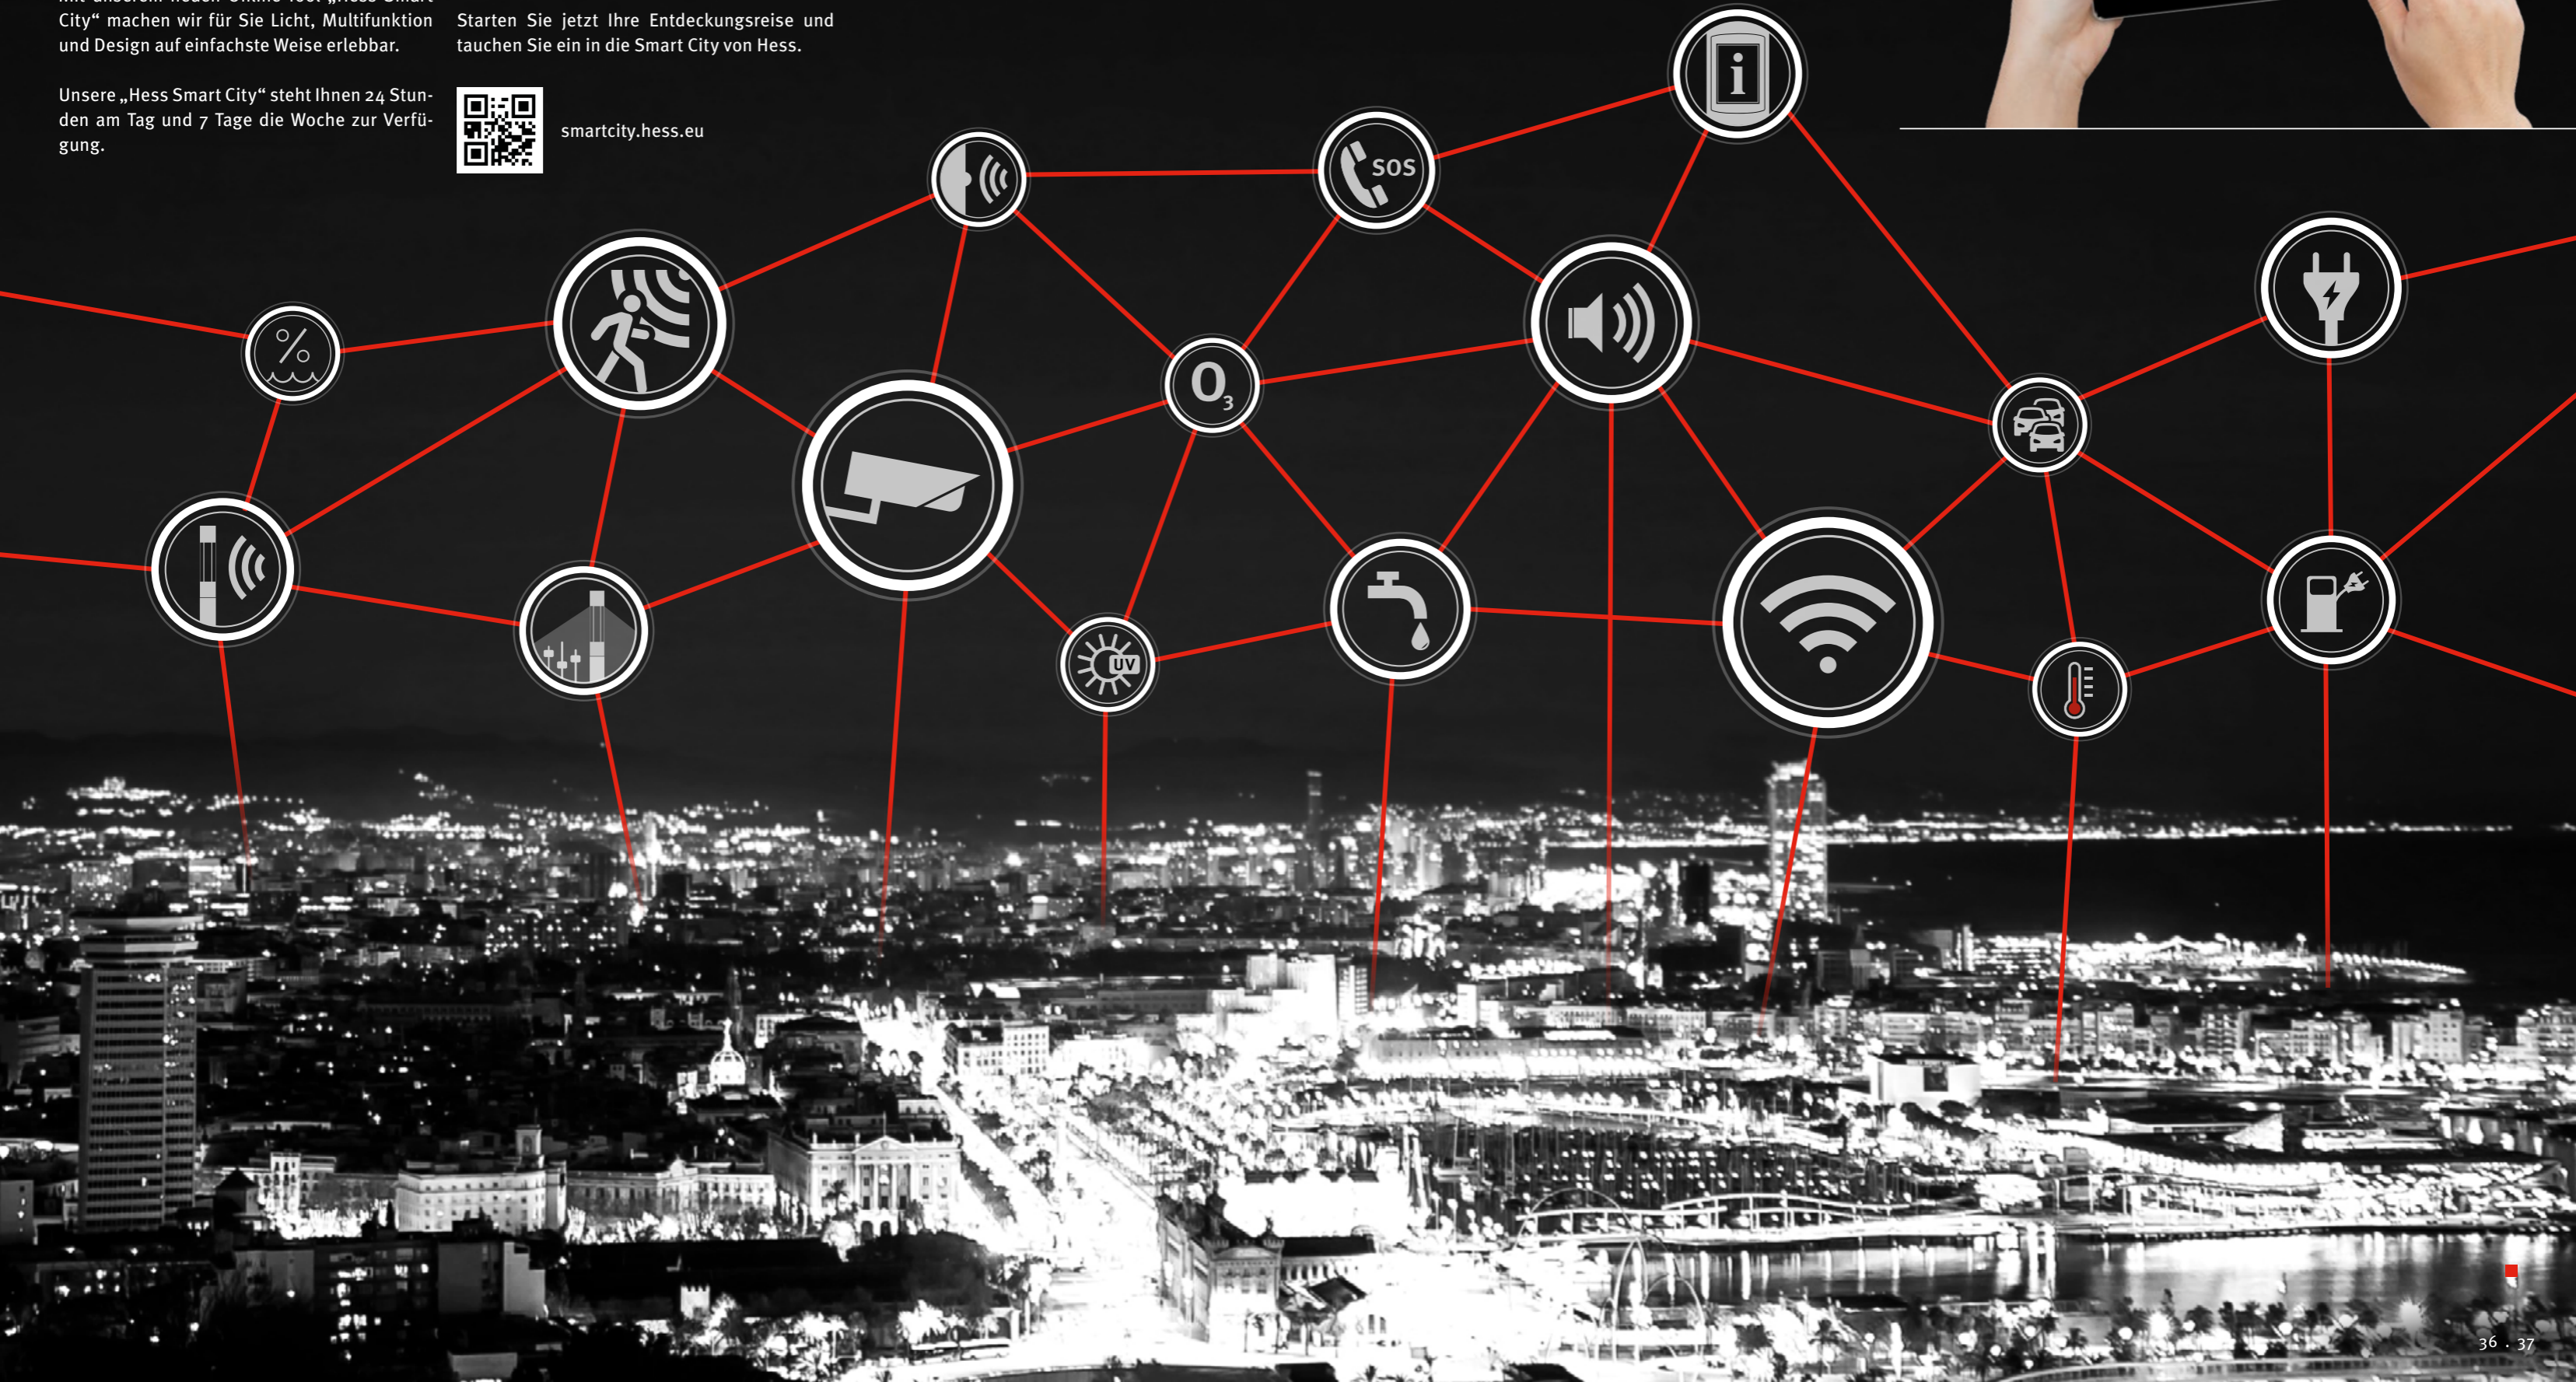 City“ machen wir für Sie Licht, Multifunktion
und Design auf einfachste Weise erlebbar.
Unsere „Hess Smart City“ steht Ihnen 24 Stun-
den am Tag und 7 Tage die Woche zur Verfü-
gung.
Starten Sie jetzt Ihre Entdeckungsreise und
tauchen Sie ein in die Smart City von Hess.
smartcity.hess.eu
i
SOS
%
O₃
UV
36 . 37